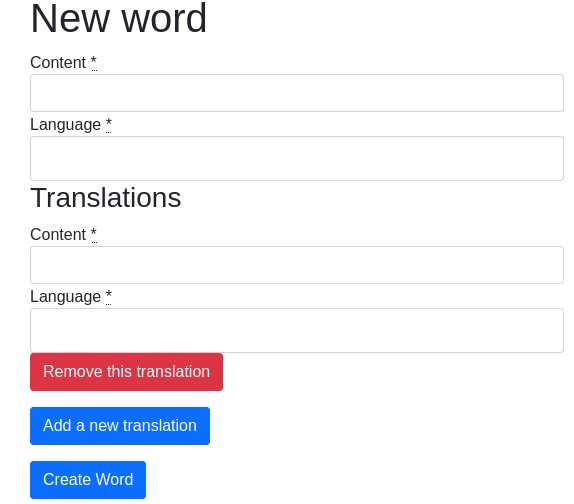 New word
Content *
Language *
Translations
Content *
Language *
Remove this translation
Add a new translation
Create Word